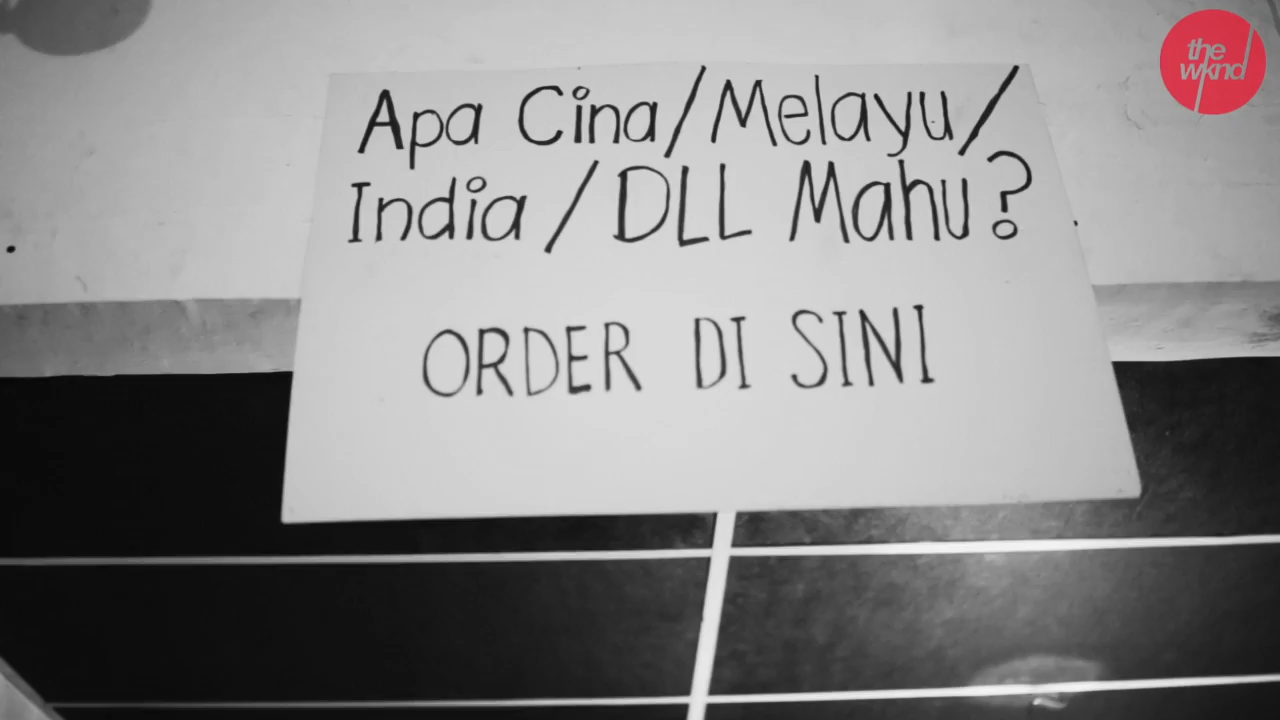 the
wknd
Apa Cina/Melayu/
India/DLL Mahu?
ORDER DI SINI